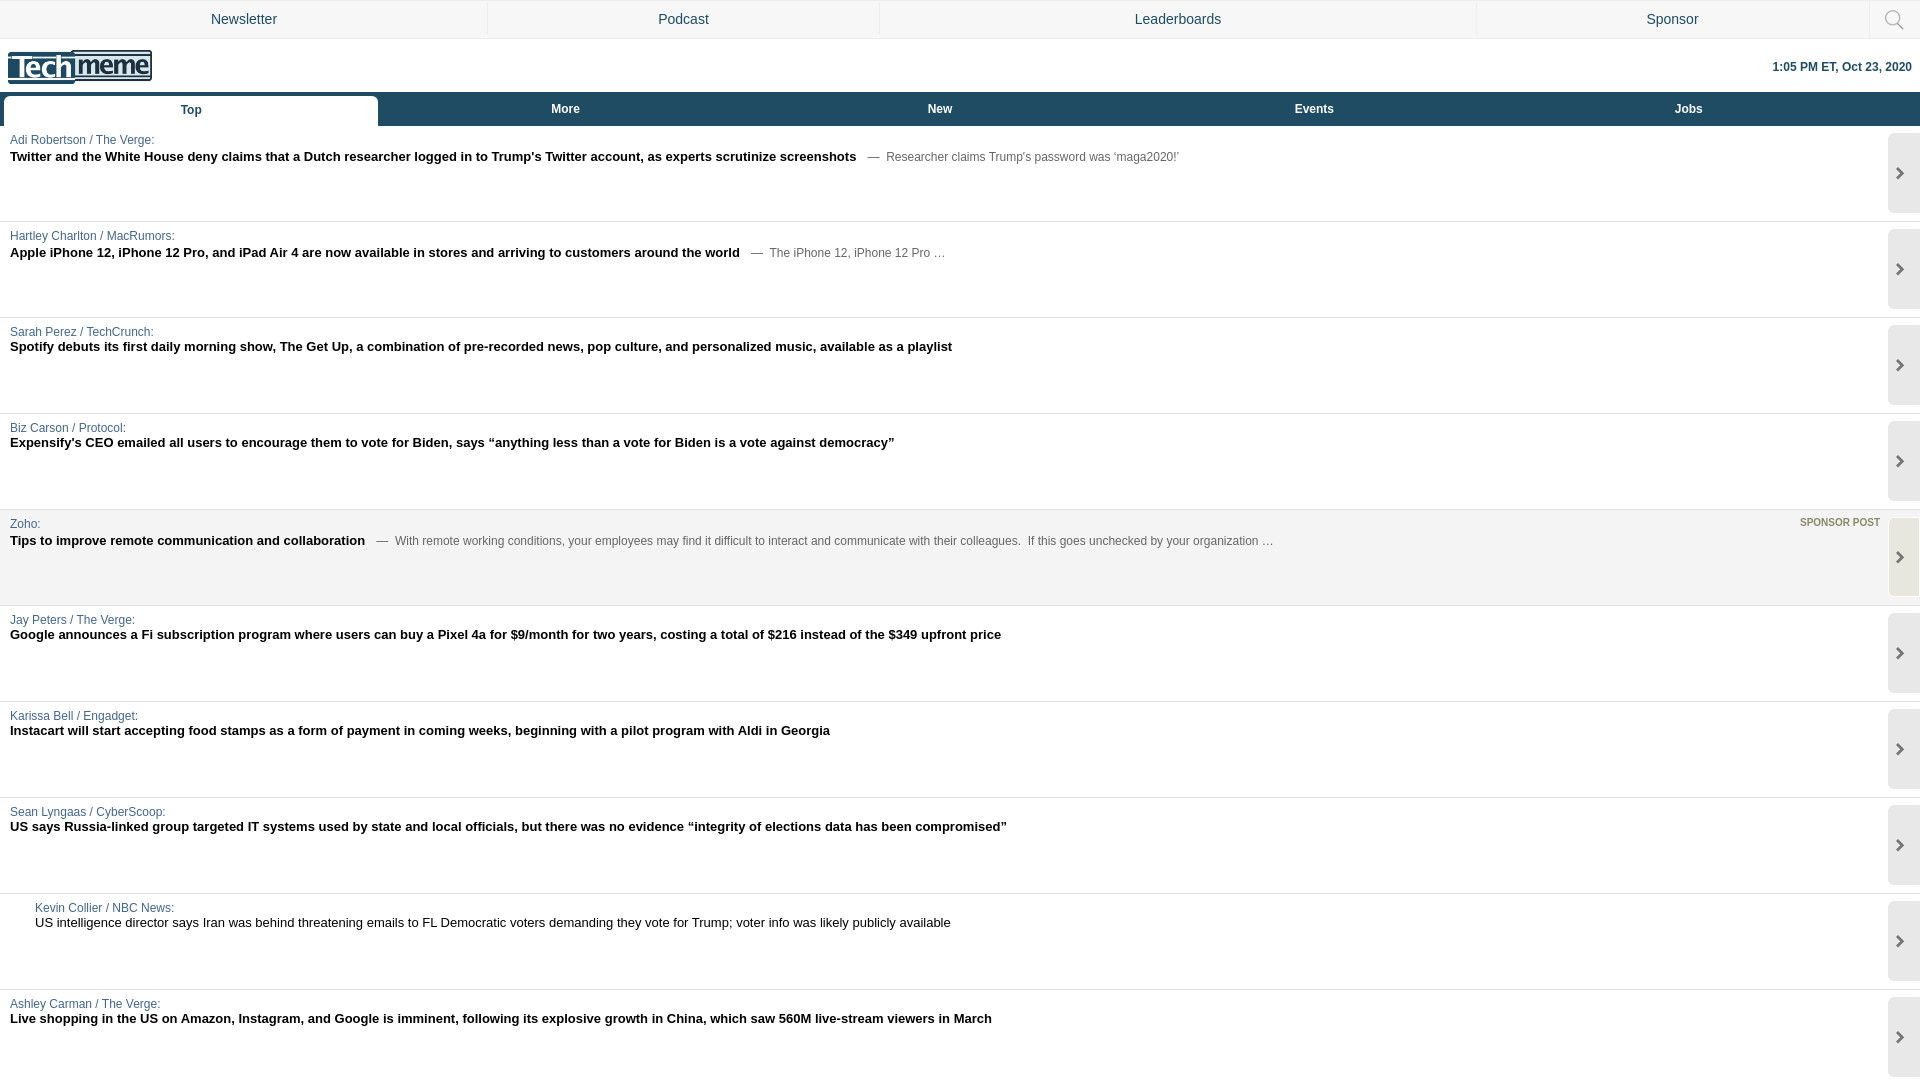 Newsletter
Podcast
Leaderboards
Sponsor
Techmeme
1:05 PM ET, Oct 23, 2020
Top
More
New
Events
Jobs
Adi Robertson / The Verge:
Twitter and the White House deny claims that a Dutch researcher logged in to Trump's Twitter account, as experts scrutinize screenshots — Researcher claims Trump's password was ‘maga2020!’
Hartley Charlton / MacRumors:
Apple iPhone 12, iPhone 12 Pro, and iPad Air 4 are now available in stores and arriving to customers around the world — The iPhone 12, iPhone 12 Pro …
Sarah Perez / TechCrunch:
Spotify debuts its first daily morning show, The Get Up, a combination of pre-recorded news, pop culture, and personalized music, available as a playlist
Biz Carson / Protocol:
Expensify's CEO emailed all users to encourage them to vote for Biden, says “anything less than a vote for Biden is a vote against democracy”
Zoho:
SPONSOR POST
Tips to improve remote communication and collaboration — With remote working conditions, your employees may find it difficult to interact and communicate with their colleagues. If this goes unchecked by your organization …
Jay Peters / The Verge:
Google announces a Fi subscription program where users can buy a Pixel 4a for $9/month for two years, costing a total of $216 instead of the $349 upfront price
Karissa Bell / Engadget:
Instacart will start accepting food stamps as a form of payment in coming weeks, beginning with a pilot program with Aldi in Georgia
Sean Lyngaas / CyberScoop:
US says Russia-linked group targeted IT systems used by state and local officials, but there was no evidence “integrity of elections data has been compromised”
Kevin Collier / NBC News:
US intelligence director says Iran was behind threatening emails to FL Democratic voters demanding they vote for Trump; voter info was likely publicly available
Ashley Carman / The Verge:
Live shopping in the US on Amazon, Instagram, and Google is imminent, following its explosive growth in China, which saw 560M live-stream viewers in March